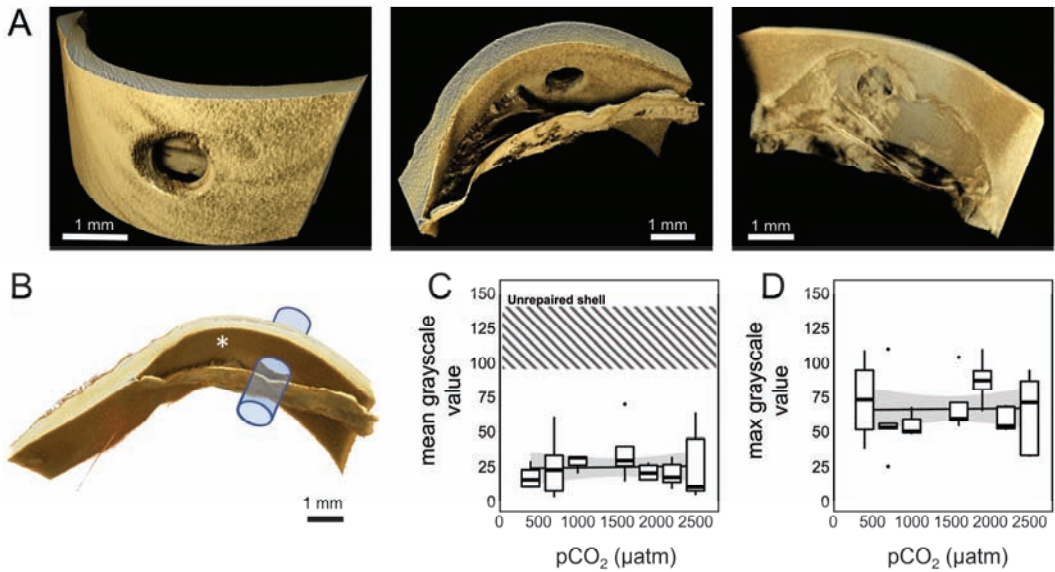 A
1 mm
1 mm
1 mm
B
1 mm
C
mean grayscale
value
150
125
100
75
50
25
0
Unrepaired shell
500 1000 1500 2000 2500
pCO₂ (µatm)
D
max grayscale
value
150
125
100
75
50
25
0
500 1000 1500 2000 2500
pCO₂ (µatm)
*